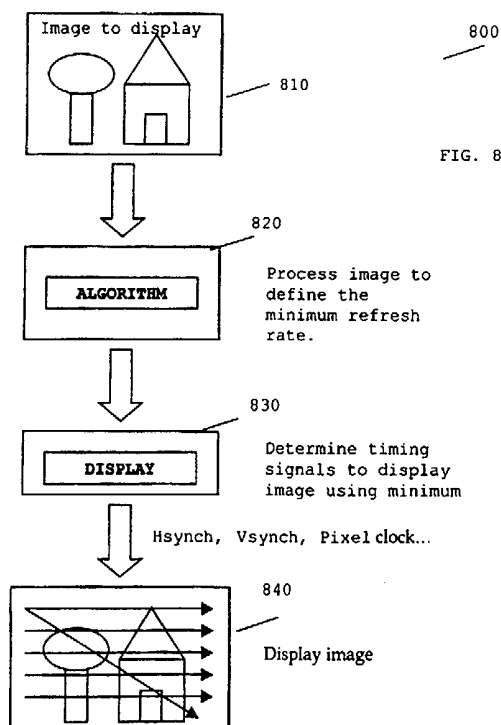 Image to display
800
810
FIG. 8
820
ALGORITHM
Process image to
define the
minimum refresh
rate.
830
DISPLAY
Determine timing
signals to display
image using minimum
Hsynch, Vsynch, Pixel clock...
840
Display image